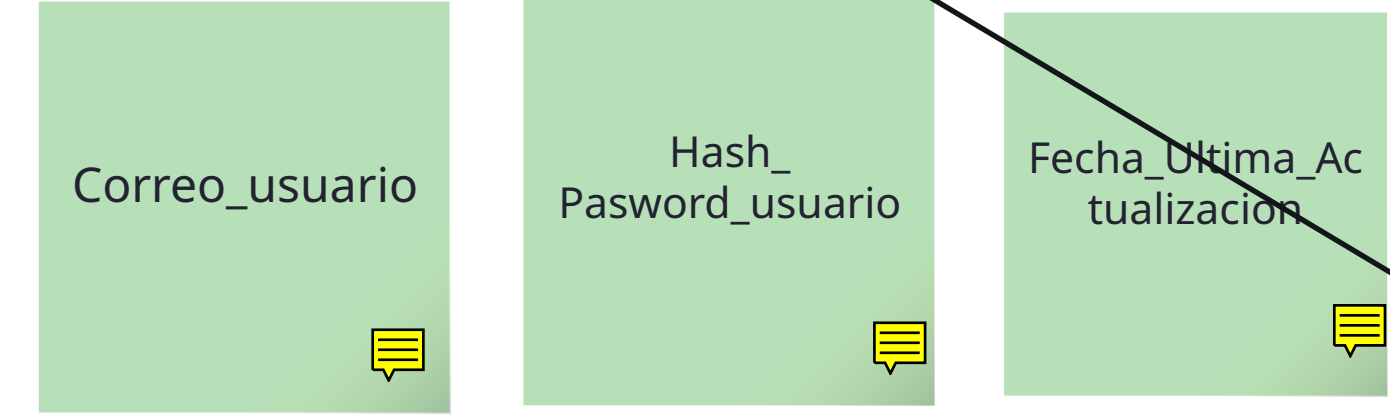 Correo_usuario
Hash_
Pasword_usuario
Fecha_Ultima_Ac
tualizacion